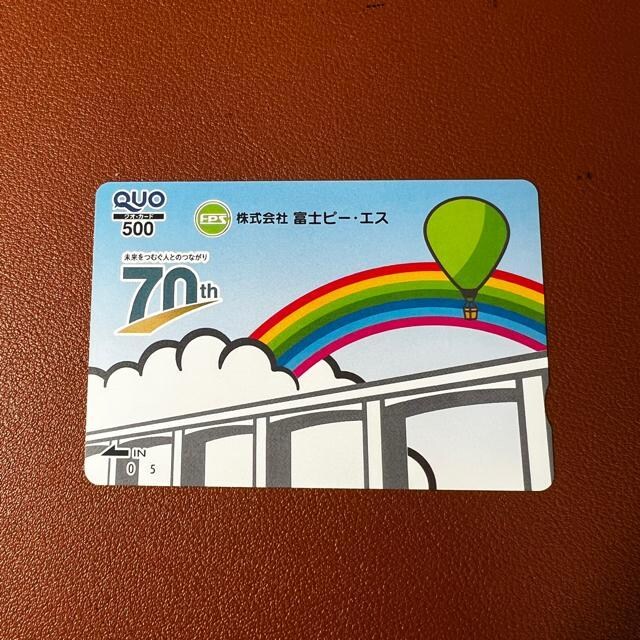 QUO
クオ・カード
500
FPS 株式会社 富士ピー・エス
未来をつむぐ人とのつながり
70th
IN
0 5